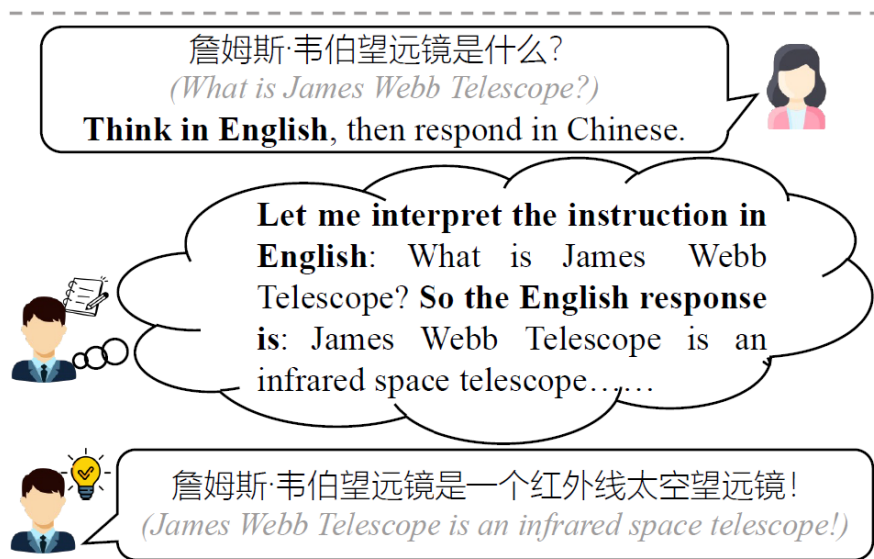 詹姆斯·韦伯望远镜是什么？
(What is James Webb Telescope?)
Think in English, then respond in Chinese.
Let me interpret the instruction in
English: What is James Webb
Telescope? So the English response
is: James Webb Telescope is an
infrared space telescope……
詹姆斯·韦伯望远镜是一个红外线太空望远镜！
(James Webb Telescope is an infrared space telescope!)